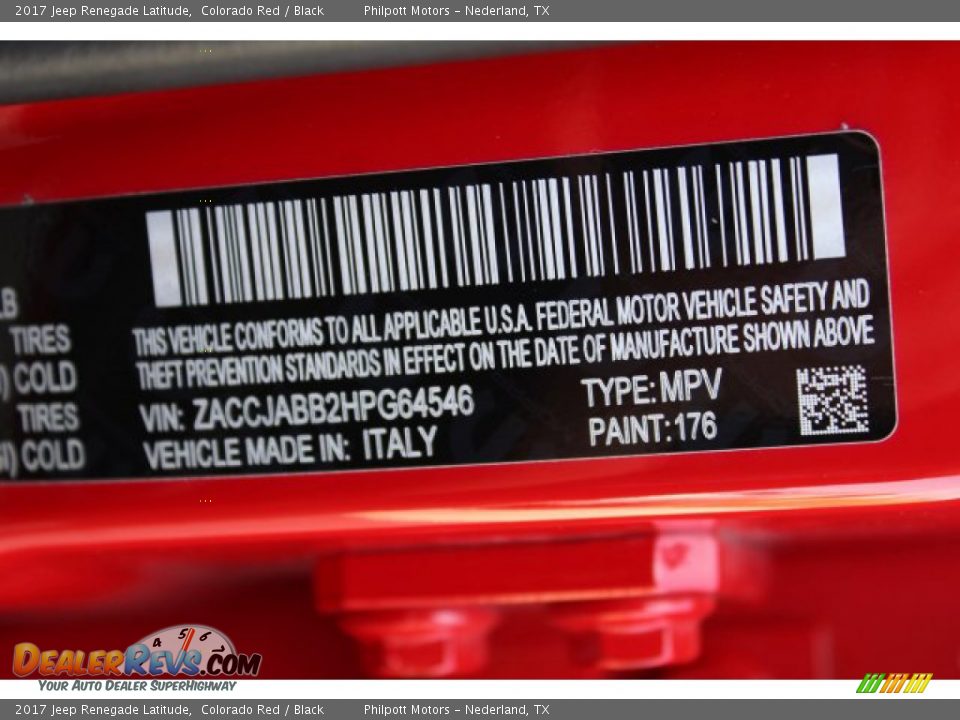 2017 Jeep Renegade Latitude, Colorado Red / Black Philpott Motors - Nederland, TX
LB
TIRES
) COLD
TIRES
) COLD
THIS VEHICLE CONFORMS TO ALL APPLICABLE U.S.A. FEDERAL MOTOR VEHICLE SAFETY AND
THEFT PREVENTION STANDARDS IN EFFECT ON THE DATE OF MANUFACTURE SHOWN ABOVE
VIN: ZACCJABB2HPG64546 TYPE: MPV
VEHICLE MADE IN: ITALY PAINT: 176
4 5 6
DEALERREVS.COM
YOUR AUTO DEALER SUPERHIGHWAY
2017 Jeep Renegade Latitude, Colorado Red / Black Philpott Motors - Nederland, TX